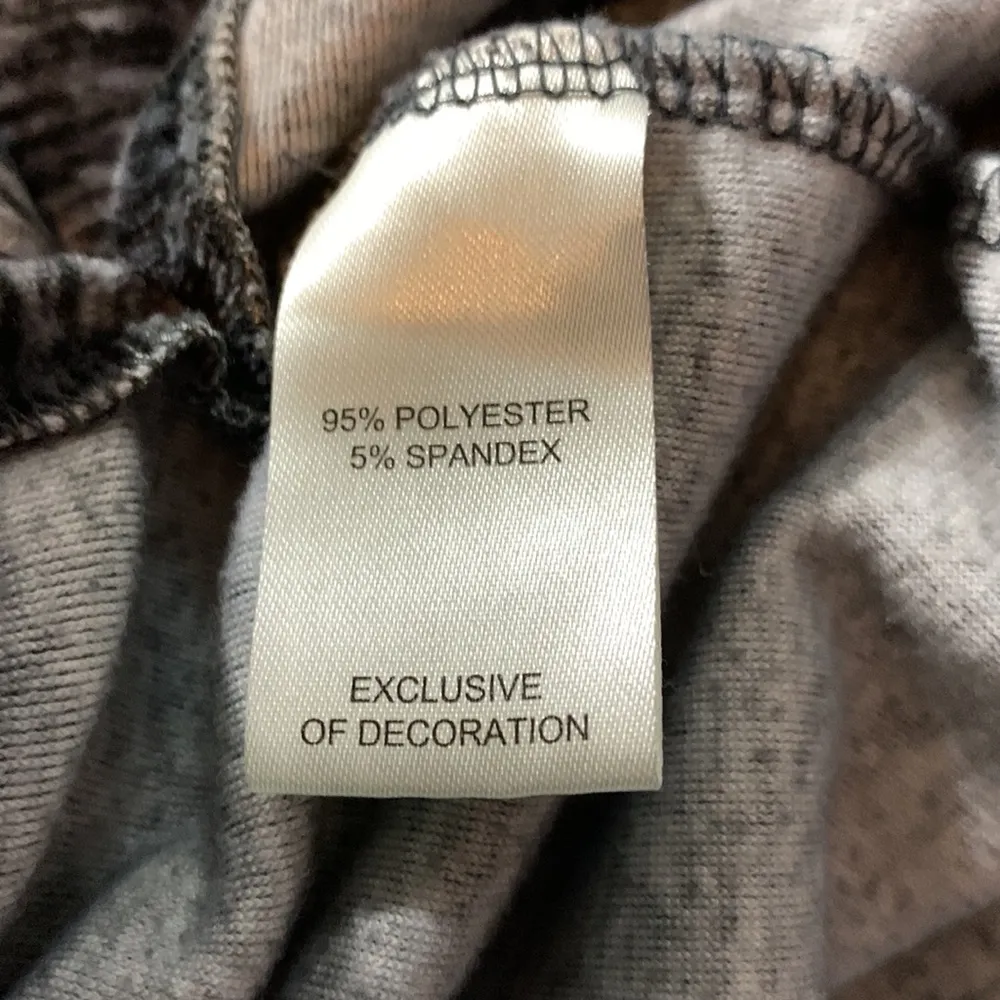 95% POLYESTER
5% SPANDEX
EXCLUSIVE
OF DECORATION